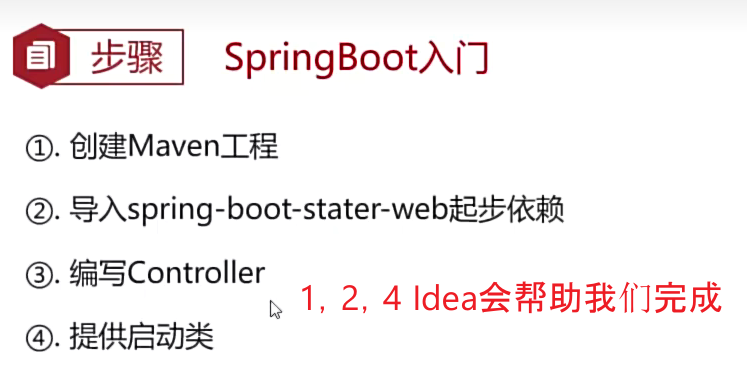 步骤 SpringBoot入门
①. 创建Maven工程
②. 导入spring-boot-stater-web起步依赖
③. 编写Controller
1, 2, 4 Idea会帮助我们完成
④. 提供启动类